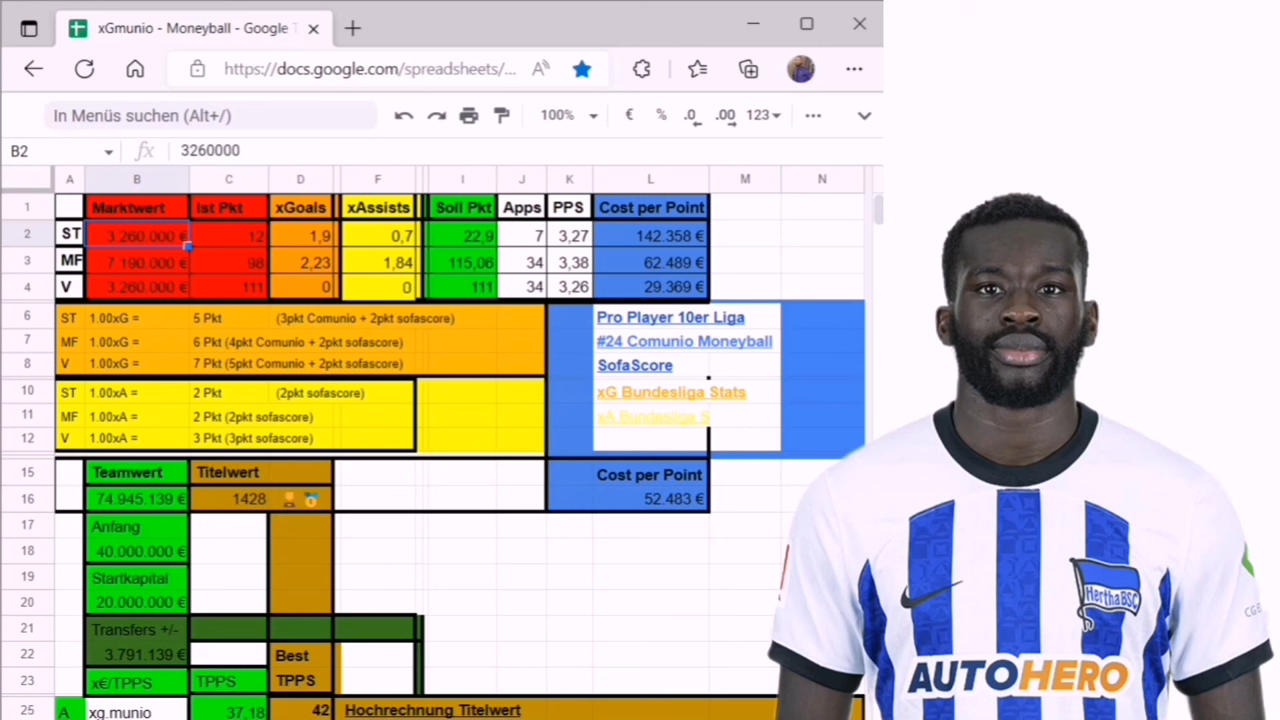 xGmunio - Moneyball - Google T
https://docs.google.com/spreadsheets/...
In Menüs suchen (Alt+/)
100% € % .0 .00 123
B2 fx 3260000
A B C D F I J K L M N
1 Marktwert Ist Pkt xGoals xAssists Soll Pkt Apps PPS Cost per Point
2 ST 3.260.000 € 12 1,9 0,7 22,9 7 3,27 142.358 €
3 MF 7.190.000 € 98 2,23 1,84 115,06 34 3,38 62.489 €
4 V 3.260.000 € 111 0 0 111 34 3,26 29.369 €
6 ST 1.00xG = 5 Pkt (3pkt Comunio + 2pkt sofascore) Pro Player 10er Liga
7 MF 1.00xG = 6 Pkt (4pkt Comunio + 2pkt sofascore) #24 Comunio Moneyball
8 V 1.00xG = 7 Pkt (5pkt Comunio + 2pkt sofascore) SofaScore
10 ST 1.00xA = 2 Pkt (2pkt sofascore) xG Bundesliga Stats
11 MF 1.00xA = 2 Pkt (2pkt sofascore) xA Bundesliga S
12 V 1.00xA = 3 Pkt (3pkt sofascore)
15 Teamwert Titelwert Cost per Point
16 74.945.139 € 1428 52.483 €
17 Anfang
18 40.000.000 €
19 Startkapital
20 20.000.000 €
21 Transfers +/-
22 3.791.139 € Best
23 x€/TPPS TPPS TPPS
25 A xg.munio 37,18 42 Hochrechnung Titelwert
Hertha BSC
CGE
AUTOHERO